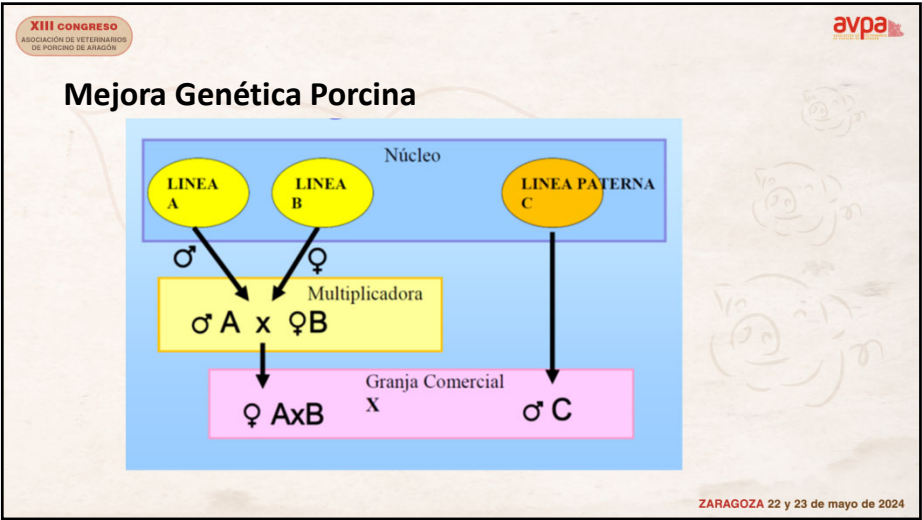 XIII CONGRESO
ASOCIACIÓN DE VETERINARIOS
DE PORCINO DE ARAGÓN
avpa
Mejora Genética Porcina
Núcleo
LINEA
A
LINEA
B
LINEA PATERNA
C
♂
♀
Multiplicadora
♂ A x ♀B
Granja Comercial
♀ AxB
X
♂ C
ZARAGOZA 22 y 23 de mayo de 2024